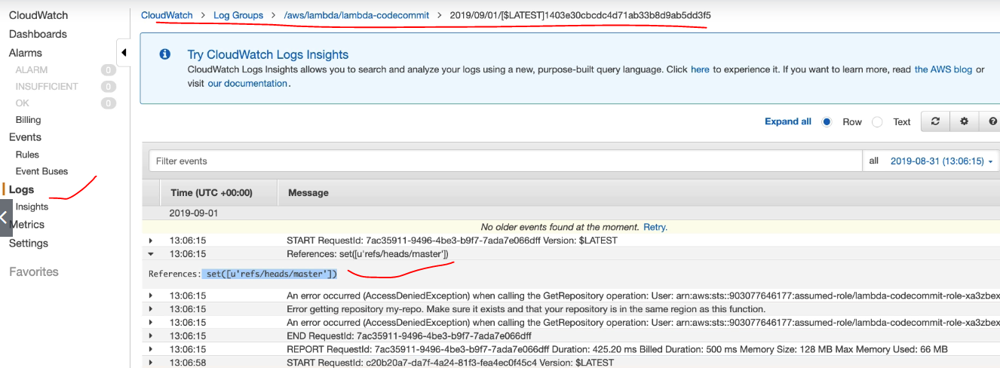 CloudWatch
Dashboards
Alarms
ALARM 0
INSUFFICIENT 0
OK 0
Billing
Events
Rules
Event Buses
Logs
Insights
Metrics
Settings
Favorites
CloudWatch > Log Groups > /aws/lambda/lambda-codecommit > 2019/09/01/[$LATEST]1403e30cbcdc4d71ab33b8d9ab5dd3f5
Try CloudWatch Logs Insights
CloudWatch Logs Insights allows you to search and analyze your logs using a new, purpose-built query language. Click here to experience it. If you want to learn more, read the AWS blog or
visit our documentation.
Expand all Row Text
Filter events all 2019-08-31 (13:06:15)
Time (UTC +00:00) Message
2019-09-01
No older events found at the moment. Retry.
13:06:15 START RequestId: 7ac35911-9496-4be3-b9f7-7ada7e066dff Version: $LATEST
13:06:15 References: set([u'refs/heads/master'])
References: set([u'refs/heads/master'])
13:06:15 An error occurred (AccessDeniedException) when calling the GetRepository operation: User: arn:aws:sts::903077646177:assumed-role/lambda-codecommit-role-xa3zbex
13:06:15 Error getting repository my-repo. Make sure it exists and that your repository is in the same region as this function.
13:06:15 An error occurred (AccessDeniedException) when calling the GetRepository operation: User: arn:aws:sts::903077646177:assumed-role/lambda-codecommit-role-xa3zbex
13:06:15 END RequestId: 7ac35911-9496-4be3-b9f7-7ada7e066dff
13:06:15 REPORT RequestId: 7ac35911-9496-4be3-b9f7-7ada7e066dff Duration: 425.20 ms Billed Duration: 500 ms Memory Size: 128 MB Max Memory Used: 66 MB
13:06:58 START RequestId: c20b20a7-da7f-4a24-81f3-fea4ec0f45c4 Version: $LATEST